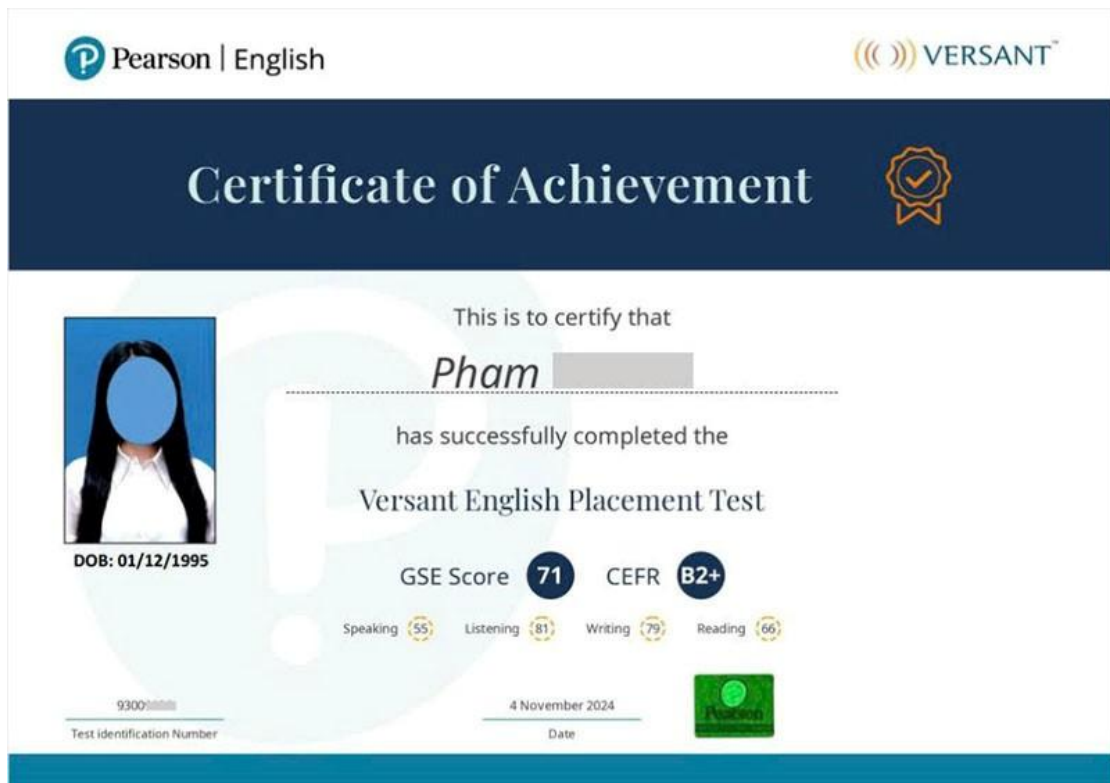 Pearson | English
VERSANT™
Certificate of Achievement
This is to certify that
Pham
has successfully completed the
Versant English Placement Test
DOB: 01/12/1995
GSE Score 71 CEFR B2+
Speaking 55 Listening 81 Writing 79 Reading 66
9300
Test identification Number
4 November 2024
Date
Pearson